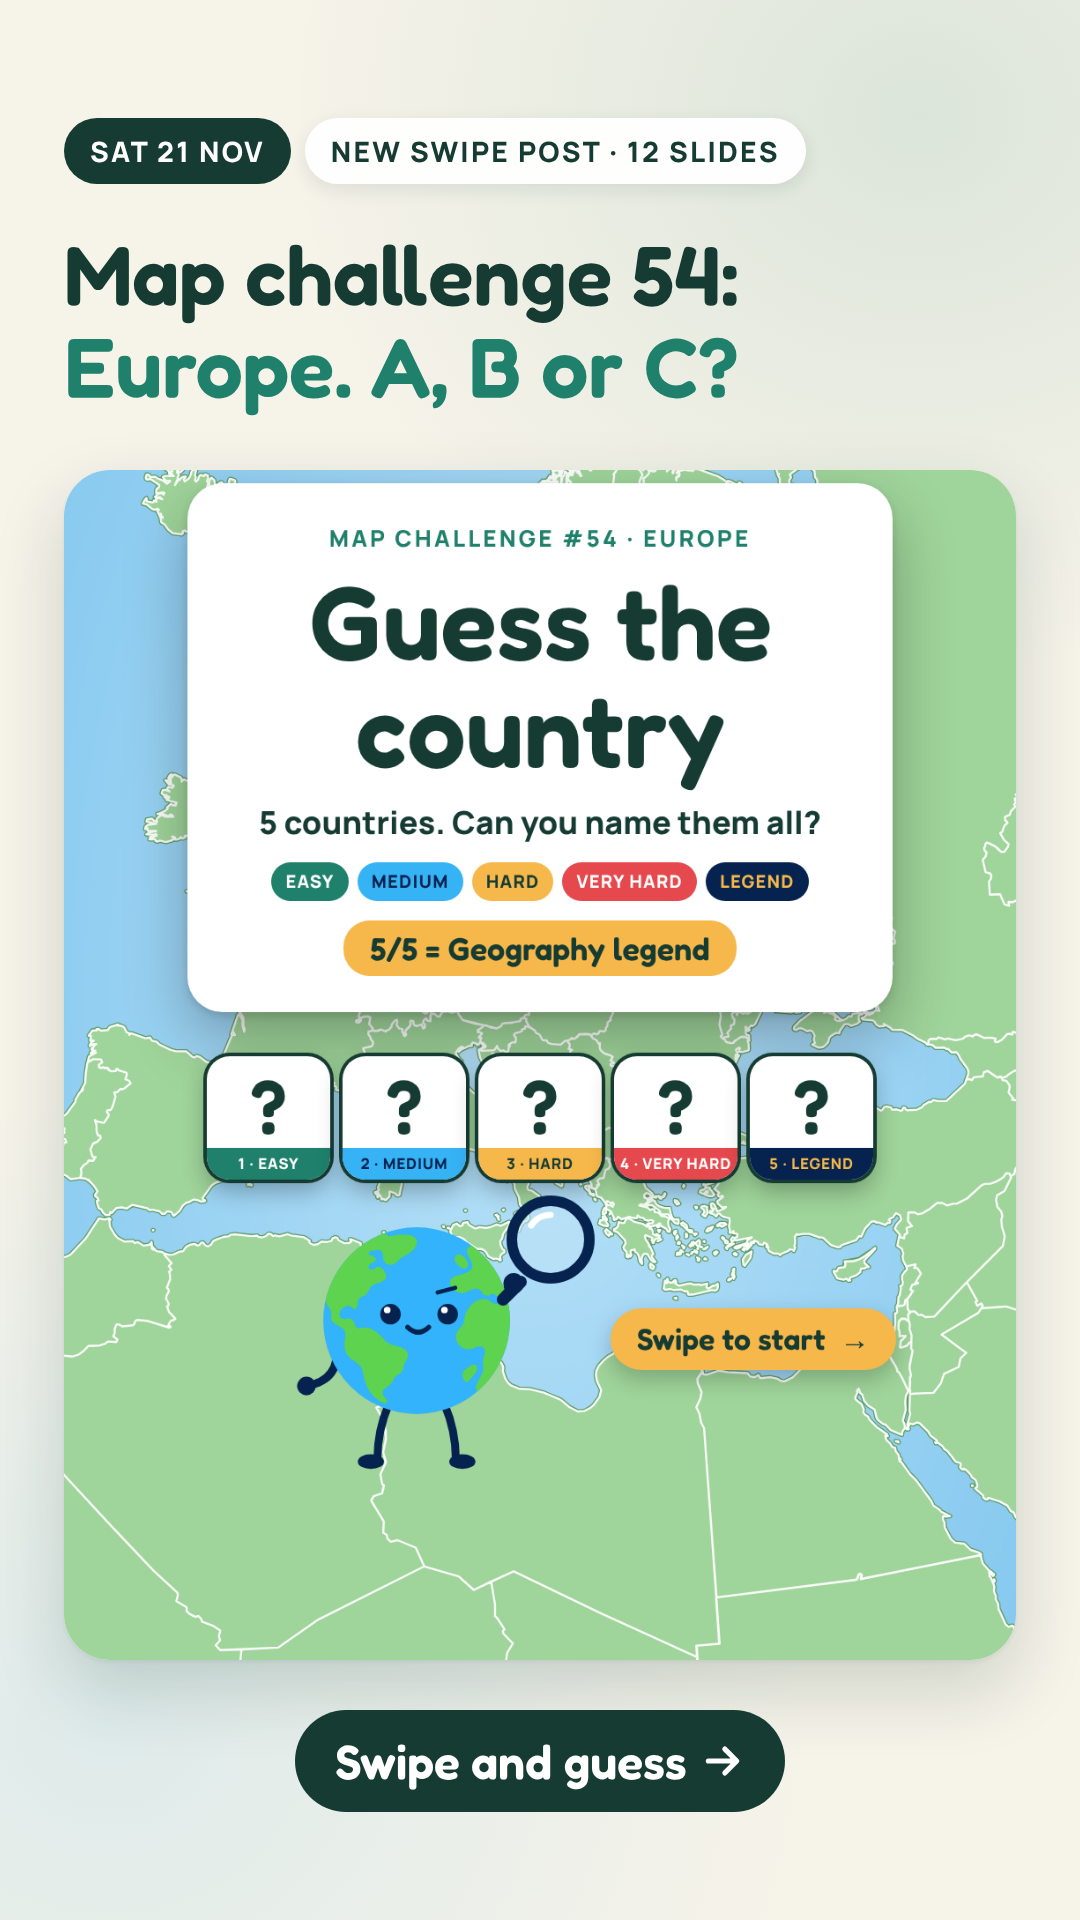 SAT 21 NOV
NEW SWIPE POST · 12 SLIDES
Map challenge 54:
Europe. A, B or C?
MAP CHALLENGE #54 · EUROPE
Guess the
country
5 countries. Can you name them all?
EASY
MEDIUM
HARD
VERY HARD
LEGEND
5/5 = Geography legend
?
?
?
?
?
1 · EASY
2 · MEDIUM
3 · HARD
4 · VERY HARD
5 · LEGEND
Swipe to start →
Swipe and guess →